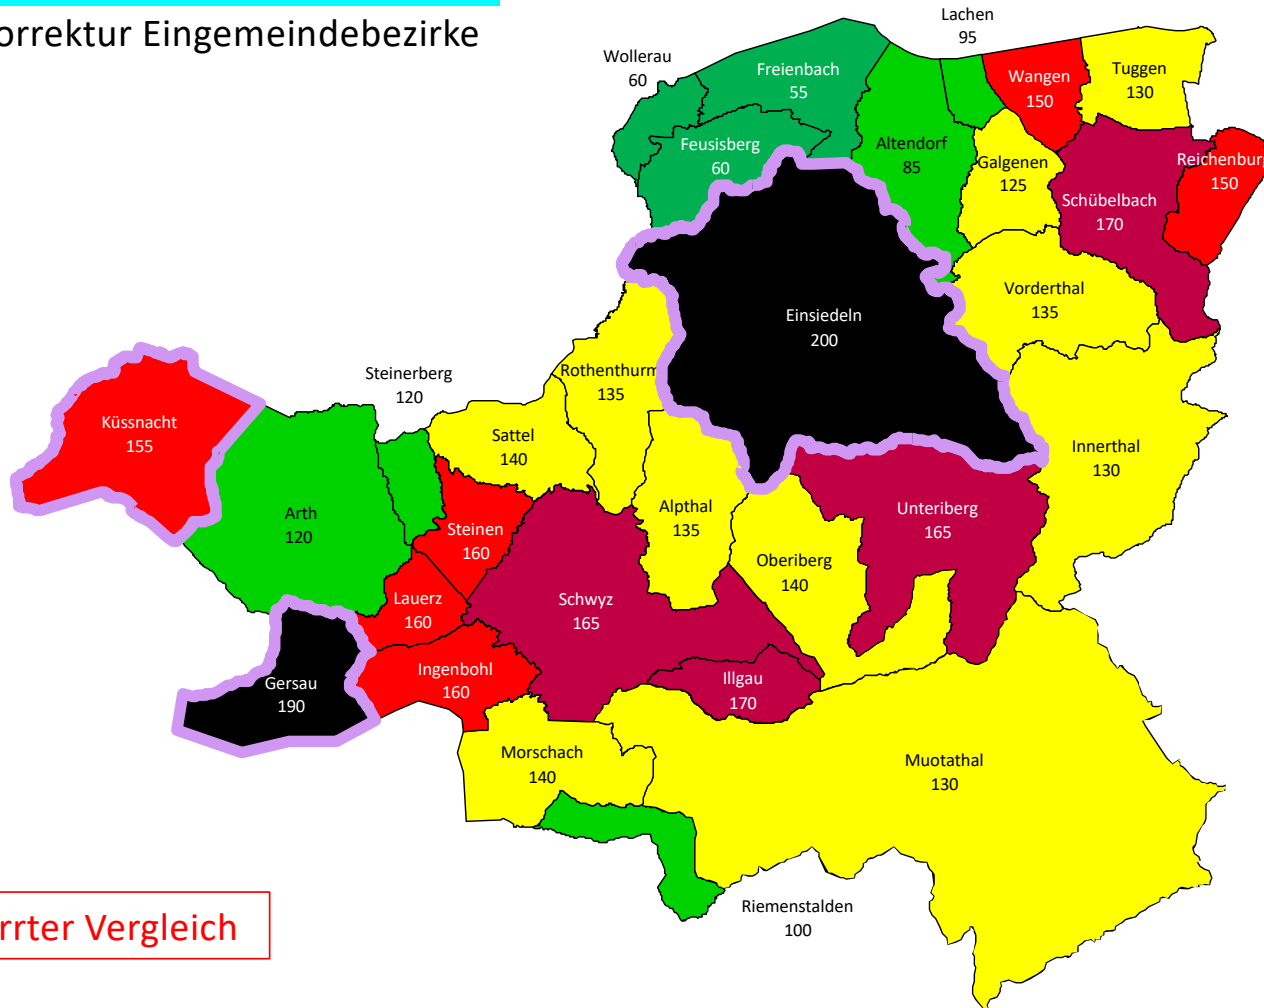 orrektur Eingemeindebezirke
Lachen
95
Wollerau
60
Freienbach
55
Wangen
150
Tuggen
130
Feusisberg
60
Altendorf
85
Galgenen
125
Reichenburg
150
Schübelbach
170
Vorderthal
135
Einsiedeln
200
Rothenthurm
135
Steinerberg
120
Küssnacht
155
Sattel
140
Innerthal
130
Arth
120
Alpthal
135
Unteriberg
165
Steinen
160
Oberiberg
140
Lauerz
160
Schwyz
165
Ingenbohl
160
Illgau
170
Gersau
190
Morschach
140
Muotathal
130
Riemenstalden
100
rrter Vergleich